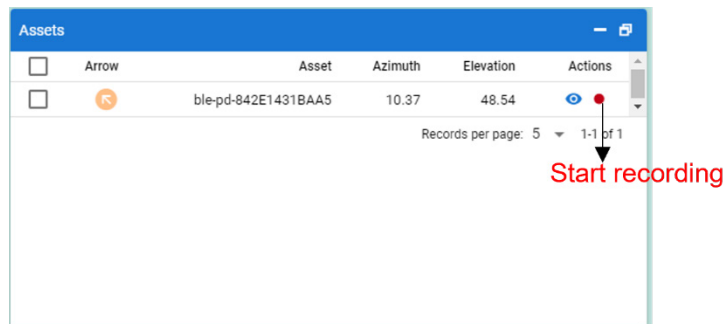 Assets
Arrow Asset Azimuth Elevation Actions
ble-pd-842E1431BAA5 10.37 48.54
Records per page: 5 1-1 of 1
Start recording